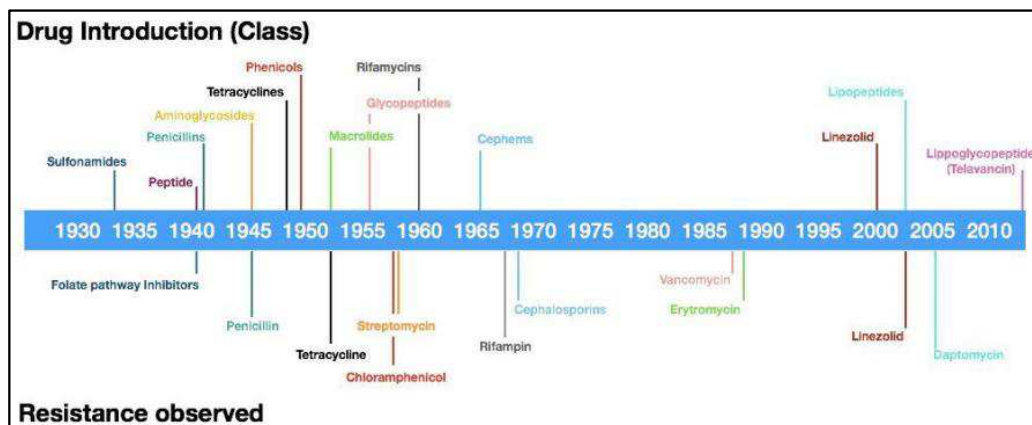 Drug Introduction (Class)
Phenicols
Rifamycins
Tetracyclines
Glycopeptides
Lipopeptides
Aminoglycosides
Penicillins
Macrolides
Cephems
Linezolid
Sulfonamides
Lippoglycopeptide
(Telavancin)
Peptide
1930 1935 1940 1945 1950 1955 1960 1965 1970 1975 1980 1985 1990 1995 2000 2005 2010
Folate pathway Inhibitors
Vancomycin
Cephalosporins
Erytromycin
Penicillin
Streptomycin
Linezolid
Rifampin
Tetracycline
Daptomycin
Chloramphenicol
Resistance observed